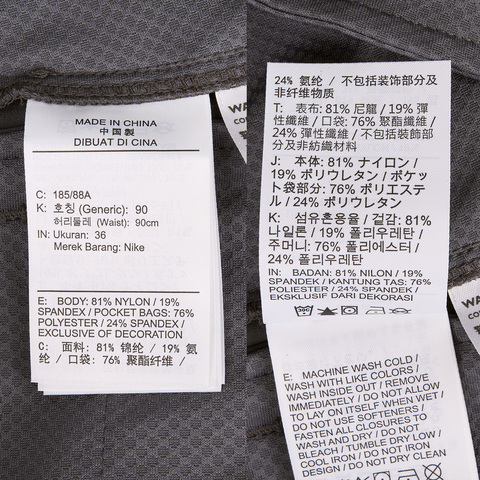 MADE IN CHINA
中国製
DIBUAT DI CINA
C: 185/88A
K: 호칭 (Generic): 90
허리둘레 (Waist): 90cm
IN: Ukuran: 36
Merek Barang: Nike
E: BODY: 81% NYLON / 19%
SPANDEX / POCKET BAGS: 76%
POLYESTER / 24% SPANDEX /
EXCLUSIVE OF DECORATION
C: 面料: 81% 锦纶 / 19% 氨
纶 / 口袋: 76% 聚酯纤维 /
WA
24% 氨纶 / 不包括装饰部分及
非纤维物质
T: 表布: 81% 尼龍 / 19% 彈
性纖維 / 口袋: 76% 聚酯纖維 /
24% 彈性纖維 / 不包括裝飾部
分及非紡織材料
J: 本体: 81% ナイロン /
19% ポリウレタン / ポケッ
ト袋部分: 76% ポリエステ
ル / 24% ポリウレタン
K: 섬유혼용율 / 겉감: 81%
나일론 / 19% 폴리우레탄 /
주머니: 76% 폴리에스터 /
24% 폴리우레탄
IN: BADAN: 81% NILON / 19%
SPANDEK / KANTUNG TAS: 76%
POLIESTER / 24% SPANDEK /
EKSKLUSIF DARI DEKORASI
E: MACHINE WASH COLD /
WASH WITH LIKE COLORS /
WASH INSIDE OUT / REMOVE
IMMEDIATELY / DO NOT ALLOW
TO LAY ON ITSELF WHEN WET /
DO NOT USE SOFTENERS /
FASTEN ALL CLOSURES TO
WASH AND DRY / DO NOT
BLEACH / TUMBLE DRY LOW /
COOL IRON / DO NOT IRON
DESIGN / DO NOT DRY CLEAN
WA